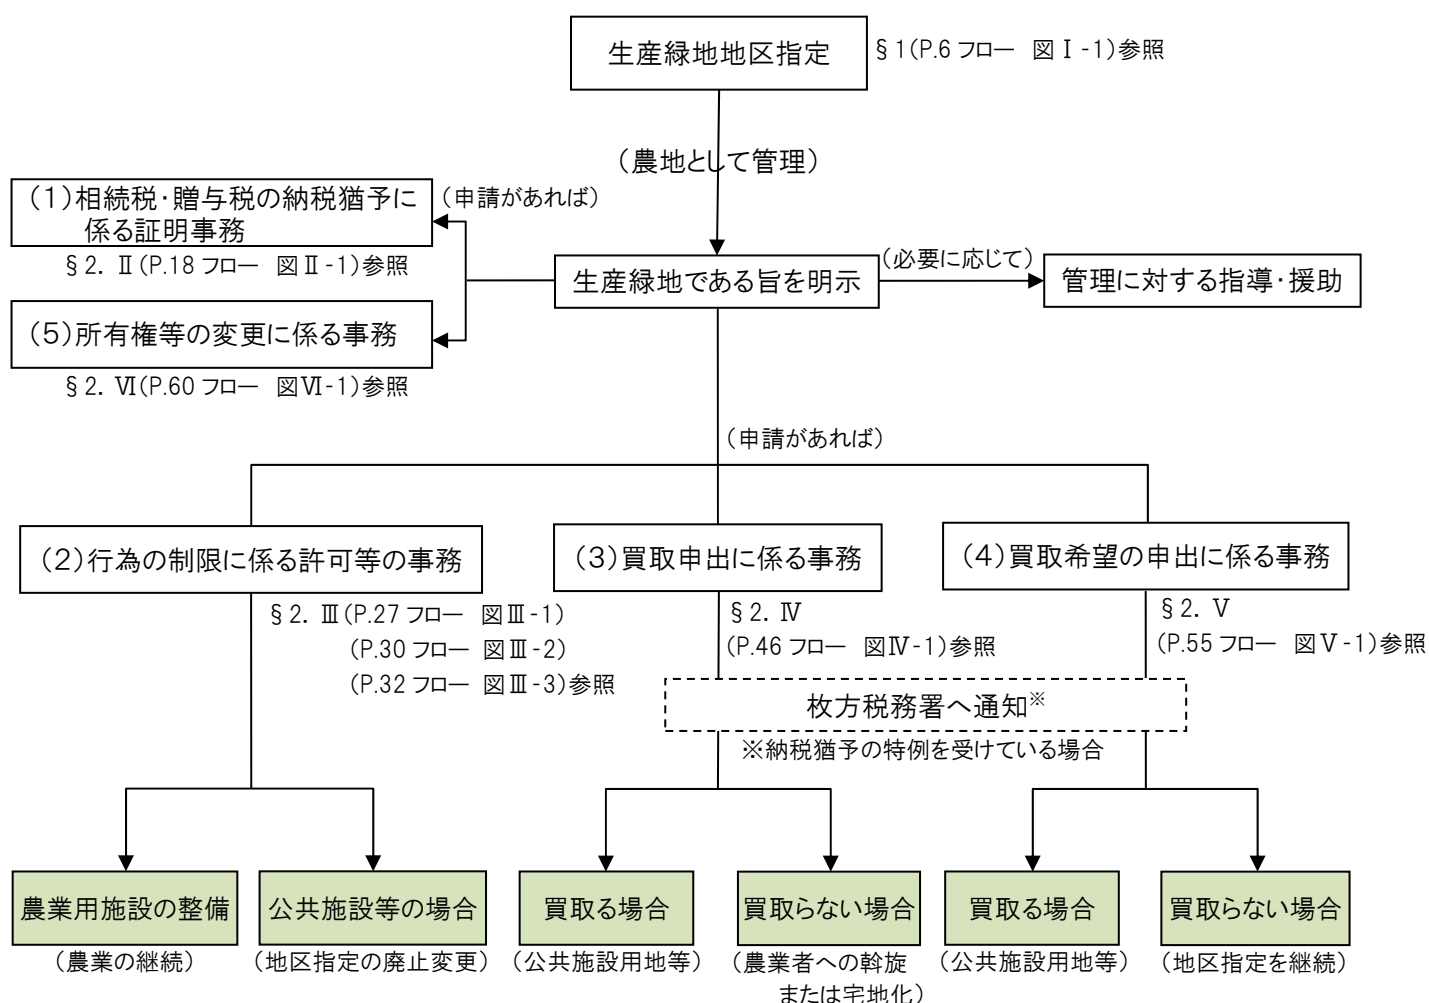 生産緑地地区指定
§1(P.6 フロー 図Ⅰ-1)参照
(農地として管理)
(1)相続税・贈与税の納税猶予に
係る証明事務
(申請があれば)
§2. Ⅱ(P.18 フロー 図Ⅱ-1)参照
生産緑地である旨を明示
(必要に応じて)
管理に対する指導・援助
(5)所有権等の変更に係る事務
§2. Ⅵ(P.60 フロー 図Ⅵ-1)参照
(申請があれば)
(2)行為の制限に係る許可等の事務
(3)買取申出に係る事務
(4)買取希望の申出に係る事務
§2. Ⅲ(P.27 フロー 図Ⅲ-1)
(P.30 フロー 図Ⅲ-2)
(P.32 フロー 図Ⅲ-3)参照
§2. Ⅳ
(P.46 フロー 図Ⅳ-1)参照
§2. Ⅴ
(P.55 フロー 図Ⅴ-1)参照
枚方税務署へ通知※
※納税猶予の特例を受けている場合
農業用施設の整備
公共施設等の場合
買取る場合
買取らない場合
買取る場合
買取らない場合
(農業の継続)
(地区指定の廃止変更)
(公共施設用地等)
(農業者への斡旋
または宅地化)
(公共施設用地等)
(地区指定を継続)